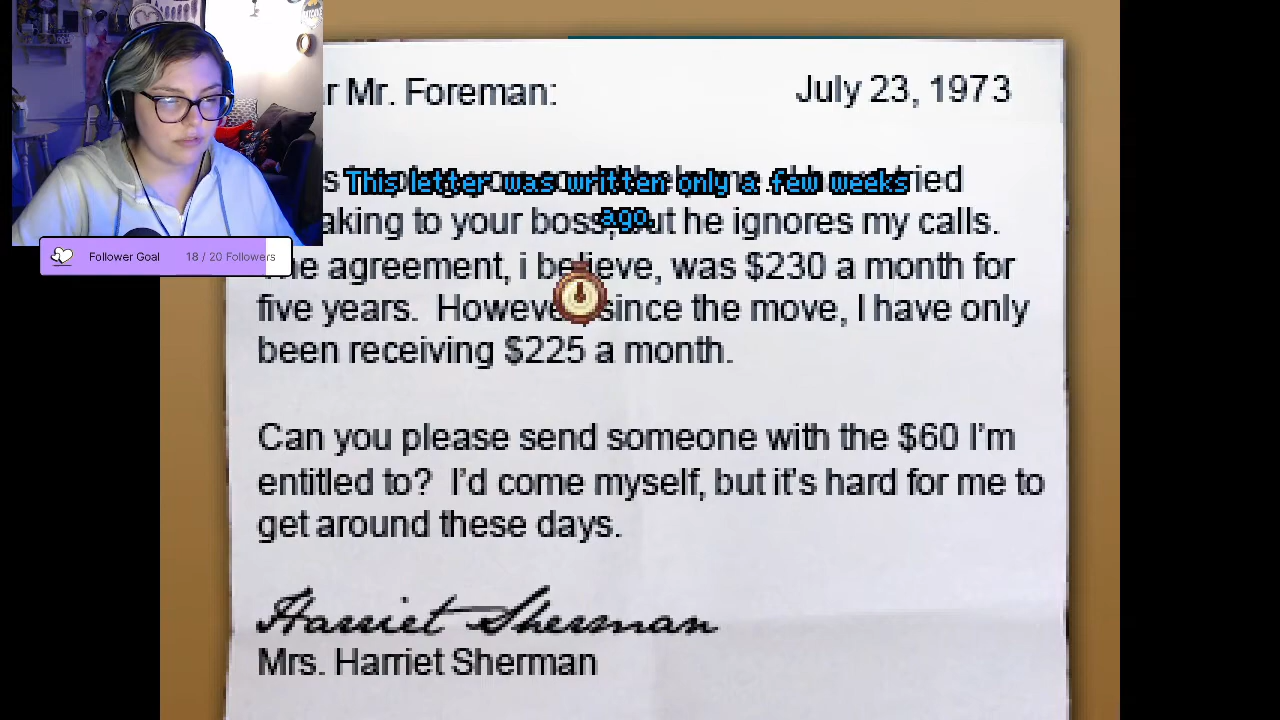 Mr. Foreman:
July 23, 1973
This letter was written only a few weeks
ago.
tried
to your boss, but he ignores my calls.
agreement, i believe, was $230 a month for
five years. However, since the move, I have only
been receiving $225 a month.
Can you please send someone with the $60 I'm
entitled to? I'd come myself, but it's hard for me to
get around these days.
Harriet Sherman
Mrs. Harriet Sherman
Follower Goal
18 / 20 Followers